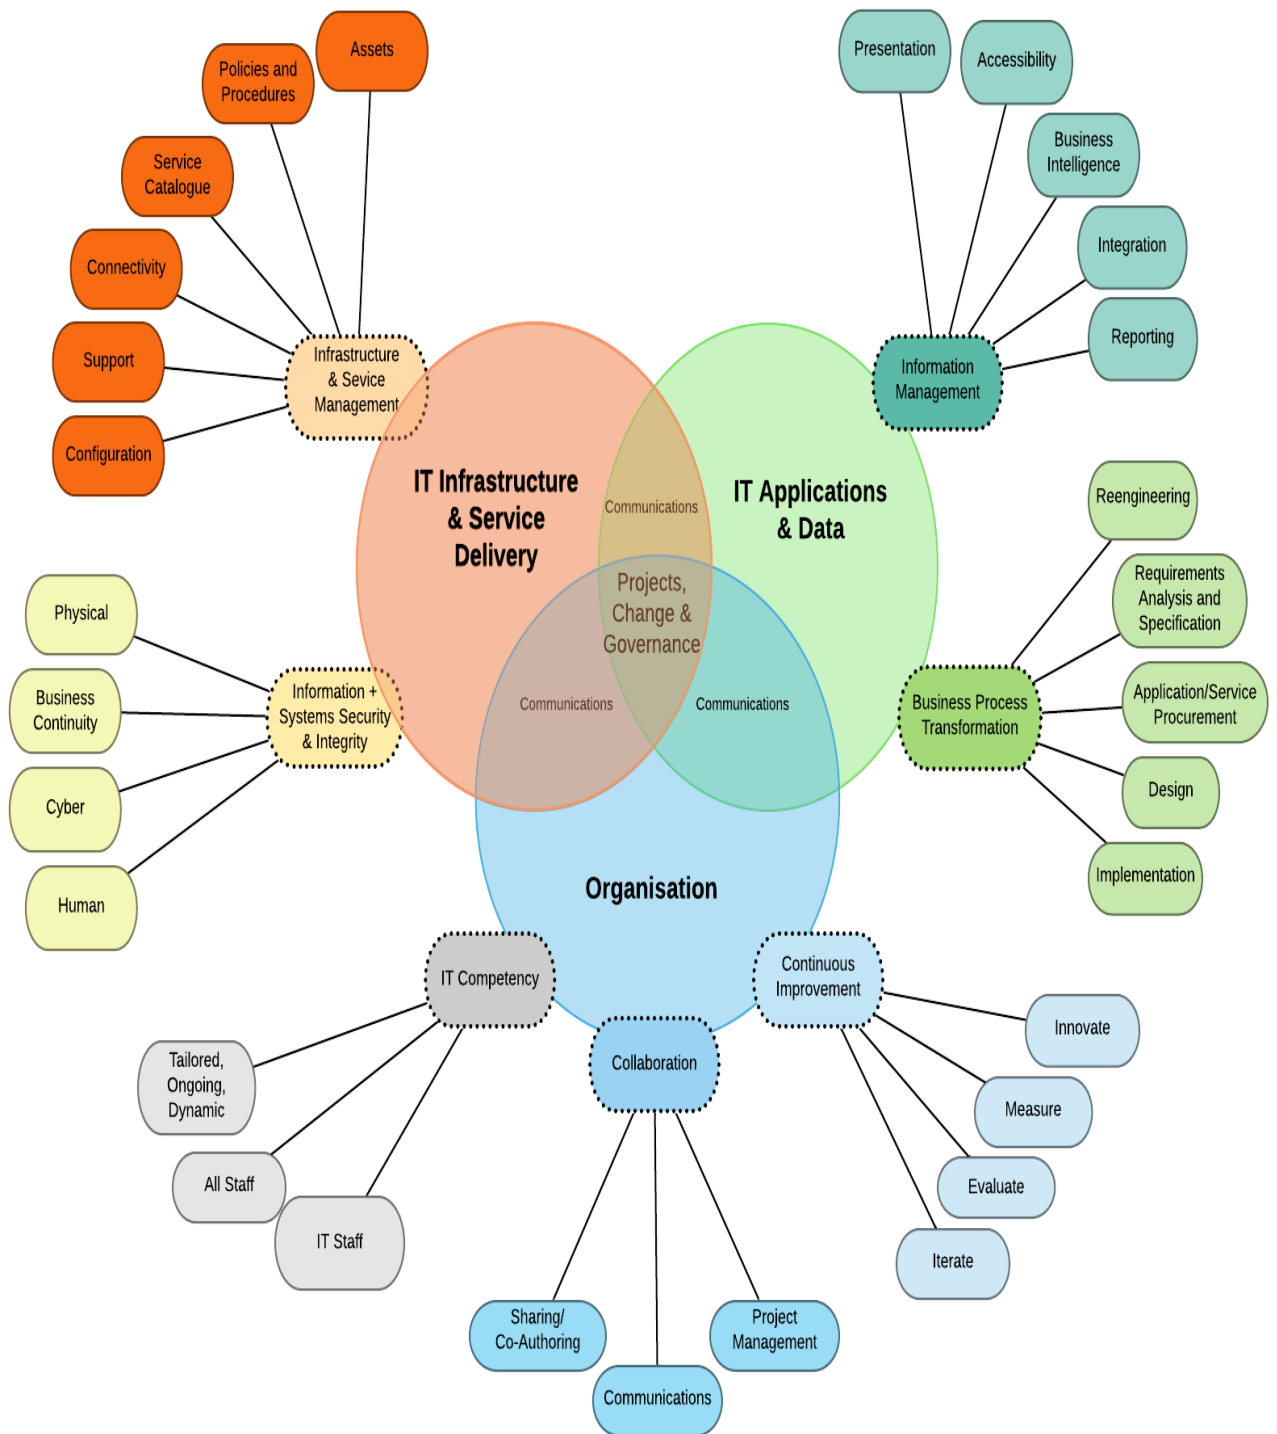 Assets
Policies and
Procedures
Service
Catalogue
Connectivity
Support
Configuration
Infrastructure
& Sevice
Management
Presentation
Accessibility
Business
Intelligence
Integration
Reporting
Information
Management
IT Infrastructure
& Service
Delivery
Communications
IT Applications
& Data
Projects,
Change &
Governance
Communications
Communications
Organisation
Physical
Business
Continuity
Cyber
Human
Information +
Systems Security
& Integrity
Reengineering
Requirements
Analysis and
Specification
Application/Service
Procurement
Design
Implementation
Business Process
Transformation
IT Competency
Tailored,
Ongoing,
Dynamic
All Staff
IT Staff
Collaboration
Sharing/
Co-Authoring
Communications
Project
Management
Continuous
Improvement
Innovate
Measure
Evaluate
Iterate